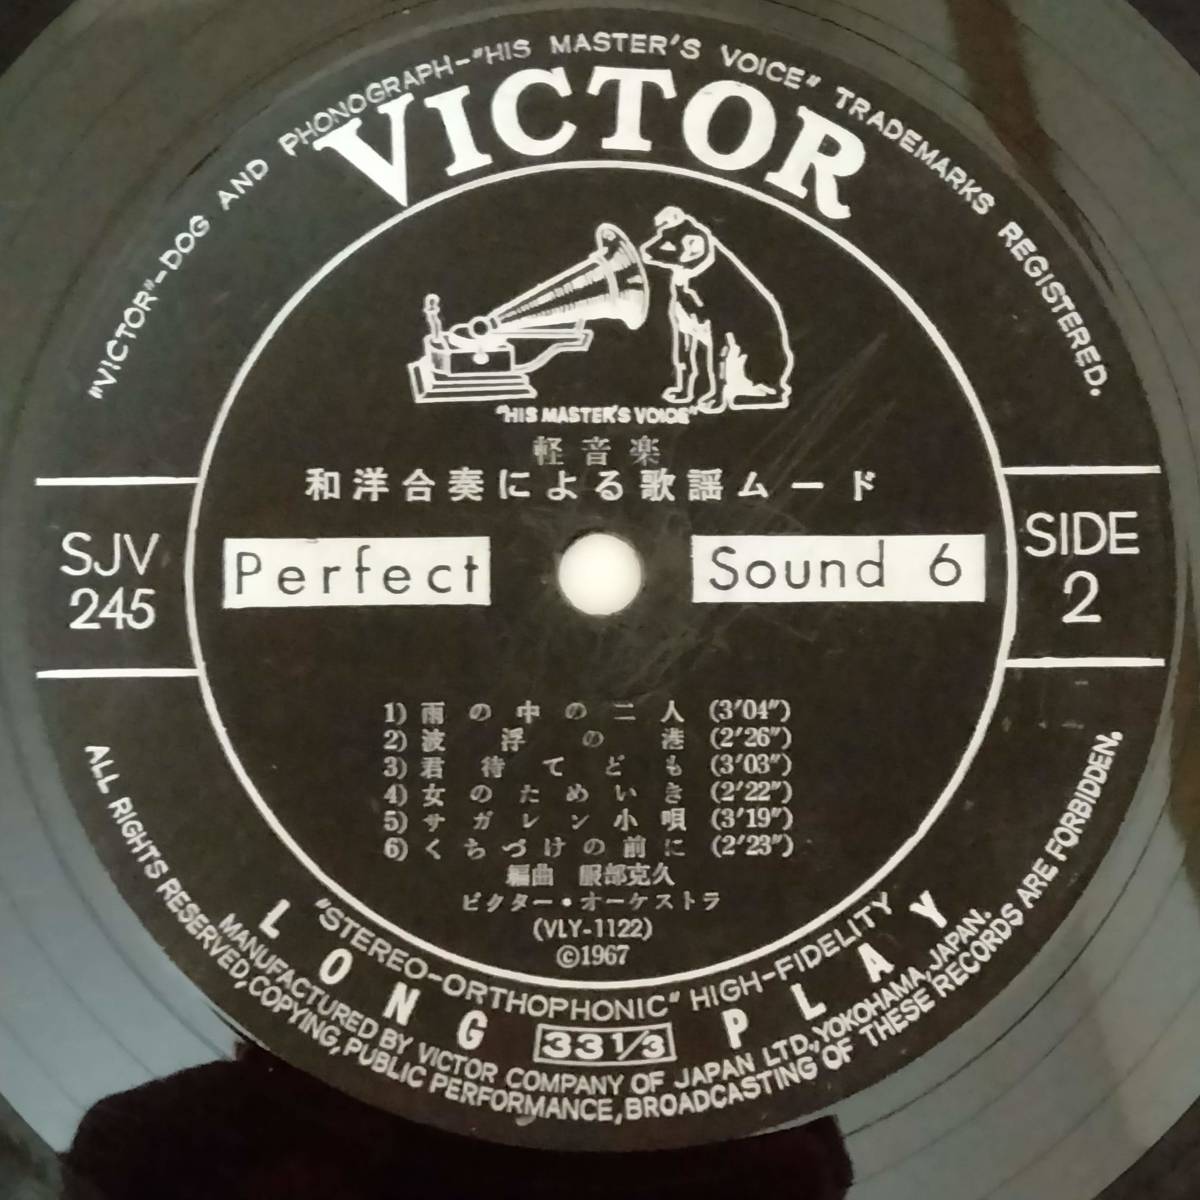 "VICTOR"-DOG AND PHONOGRAPH-"HIS MASTER'S VOICE" TRADEMARKS REGISTERED.
VICTOR
"HIS MASTER'S VOICE"
軽音楽
和洋合奏による歌謡ムード
SJV
245
Perfect Sound 6
SIDE
2
1) 雨の中の二人 (3'04")
2) 波浮の港 (2'26")
3) 君待てども (3'03")
4) 女のためいき (2'22")
5) サガレン小唄 (3'19")
6) くちづけの前に (2'23")
編曲 服部克久
ビクター・オーケストラ
(VLY-1122)
©1967
"STEREO-ORTHOPHONIC" HIGH-FIDELITY
LONG 33 1/3 PLAY
MANUFACTURED BY VICTOR COMPANY OF JAPAN LTD., YOKOHAMA, JAPAN.
ALL RIGHTS RESERVED, COPYING, PUBLIC PERFORMANCE, BROADCASTING OF THESE RECORDS ARE FORBIDDEN.